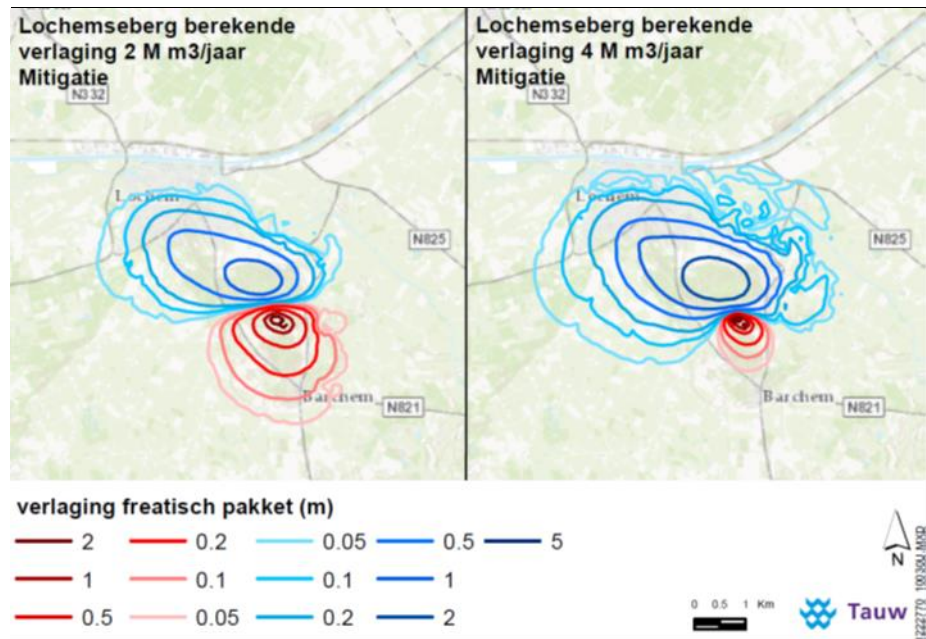 Lochemseberg berekende
verlaging 2 M m3/jaar
Mitigatie
N332
Lochem
N825
Barchem
N821
Lochemseberg berekende
verlaging 4 M m3/jaar
Mitigatie
N332
Lochem
N825
Barchem
N821
verlaging freatisch pakket (m)
2 0.2 0.05 0.5 5
1 0.1 0.1 1
0.5 0.05 0.2 2
N
0 0.5 1 Km
Tauw